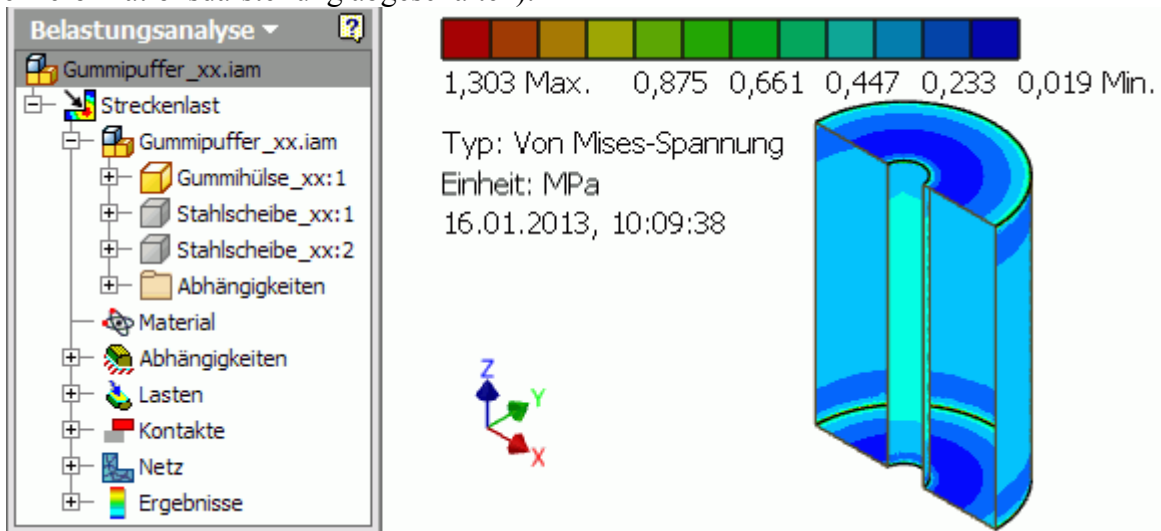 Belastungsanalyse
Gummipuffer_xx.iam
Streckenlast
Gummipuffer_xx.iam
Gummihülse_xx:1
Stahlscheibe_xx:1
Stahlscheibe_xx:2
Abhängigkeiten
Material
Abhängigkeiten
Lasten
Kontakte
Netz
Ergebnisse
1,303 Max. 0,875 0,661 0,447 0,233 0,019 Min.
Typ: Von Mises-Spannung
Einheit: MPa
16.01.2013, 10:09:38
Z
Y
X